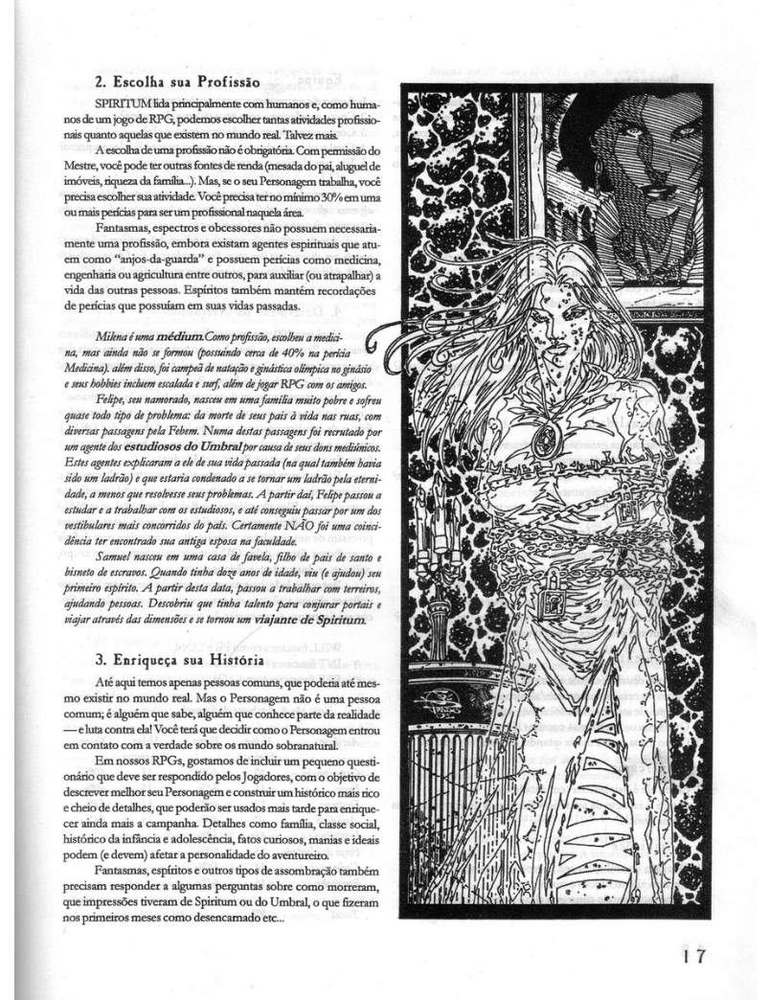 2. Escolha sua Profissão
SPIRITUM lida principalmente com humanos e, como huma-
nos de um jogo de RPG, podemos escolher tantas atividades profissio-
nais quanto aquelas que existem no mundo real. Talvez mais.
A escolha de uma profissão não é obrigatória. Com permissão do
Mestre, você pode ter outras fontes de renda (mesada do pai, aluguel de
imóveis, riqueza da família...). Mas, se o seu Personagem trabalha, você
precisa escolher sua atividade. Você precisa ter no mínimo 30% em uma
ou mais perícias para ser um profissional naquela área.
Fantasmas, espectros e obcessores não possuem necessaria-
mente uma profissão, embora existam agentes espirituais que atu-
em como “anjos-da-guarda” e possuem perícias como medicina,
engenharia ou agricultura entre outros, para auxiliar (ou atrapalhar) a
vida das outras pessoas. Espíritos também mantém recordações
de perícias que possuíam em suas vidas passadas.
Milena é uma médium. Como profissão, escolheu a medici-
na, mas ainda não se formou (possuindo cerca de 40% na perícia
Medicina). além disso, foi campeã de natação e ginástica olímpica no ginásio
e seus hobbies incluem escalada e surf, além de jogar RPG com os amigos.
Felipe, seu namorado, nasceu em uma família muito pobre e sofreu
quase todo tipo de problema: da morte de seus pais à vida nas ruas, com
diversas passagens pela Febem. Numa destas passagens foi recrutado por
um agente dos estudiosos do Umbral por causa de seus dons mediúnicos.
Estes agentes explicaram a ele de sua vida passada (na qual também havia
sido um ladrão) e que estaria condenado a se tornar um ladrão pela eterni-
dade, a menos que resolvesse seus problemas. A partir daí, Felipe passou a
estudar e a trabalhar com os estudiosos, e até conseguiu passar por um dos
vestibulares mais concorridos do país. Certamente NÃO foi uma coinci-
dência ter encontrado sua antiga esposa na faculdade.
Samuel nasceu em uma casa de favela, filho de pais de santo e
bisneto de escravos. Quando tinha doze anos de idade, viu (e ajudou) seu
primeiro espírito. A partir desta data, passou a trabalhar com terreiros,
ajudando pessoas. Descobriu que tinha talento para conjurar portais e
viajar através das dimensões e se tornou um viajante de Spiritum.
3. Enriqueça sua História
Até aqui temos apenas pessoas comuns, que poderia até mes-
mo existir no mundo real. Mas o Personagem não é uma pessoa
comum; é alguém que sabe, alguém que conhece parte da realidade
— e luta contra ela! Você terá que decidir como o Personagem entrou
em contato com a verdade sobre os mundo sobranatural.
Em nossos RPGs, gostamos de incluir um pequeno questi-
onário que deve ser respondido pelos Jogadores, com o objetivo de
descrever melhor seu Personagem e construir um histórico mais rico
e cheio de detalhes, que poderão ser usados mais tarde para enrique-
cer ainda mais a campanha. Detalhes como família, classe social,
histórico da infância e adolescência, fatos curiosos, manias e ideais
podem (e devem) afetar a personalidade do aventureiro.
Fantasmas, espíritos e outros tipos de assombração também
precisam responder a algumas perguntas sobre como morreram,
que impressões tiveram de Spiritum ou do Umbral, o que fizeram
nos primeiros meses como desencarnado etc...
17